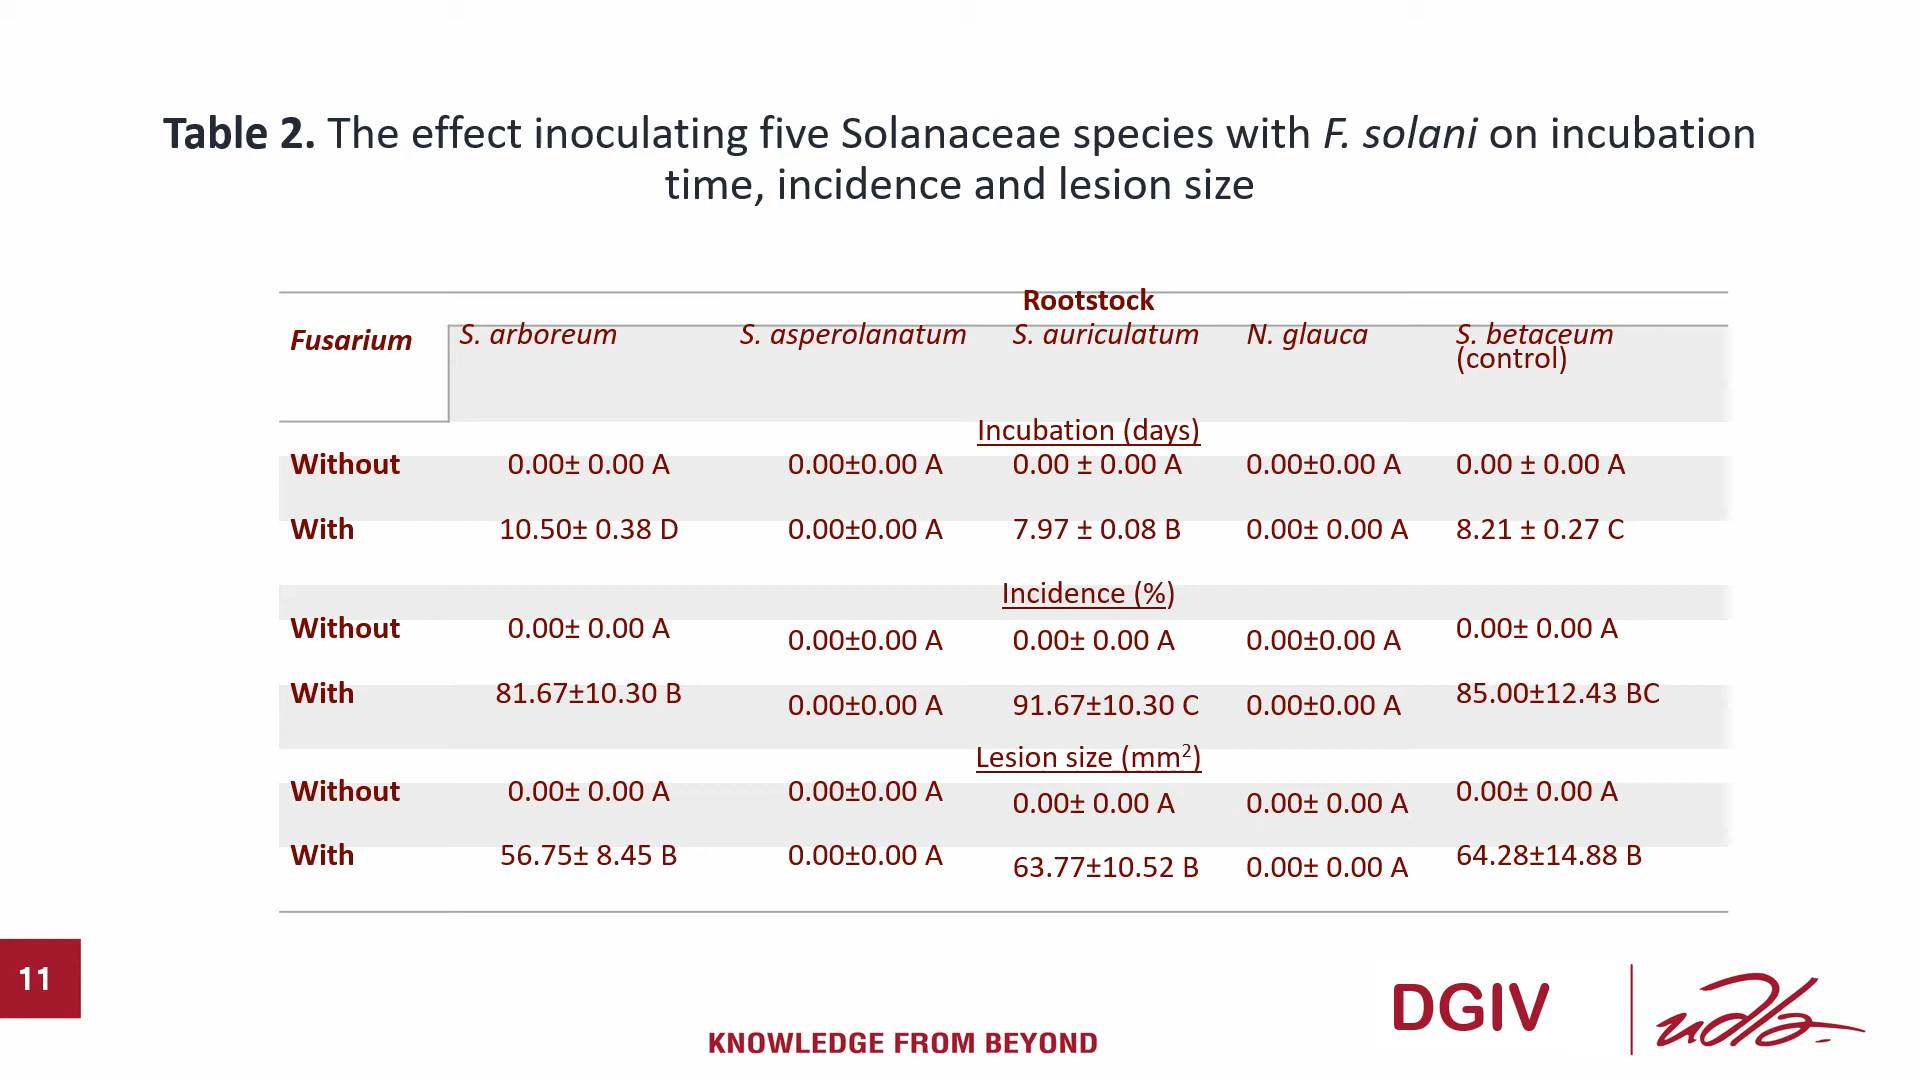 Table 2. The effect inoculating five Solanaceae species with F. solani on incubation
time, incidence and lesion size
Rootstock
Fusarium S. arboreum S. asperolanatum S. auriculatum N. glauca S. betaceum
(control)
Incubation (days)
Without 0.00± 0.00 A 0.00±0.00 A 0.00 ± 0.00 A 0.00±0.00 A 0.00 ± 0.00 A
With 10.50± 0.38 D 0.00±0.00 A 7.97 ± 0.08 B 0.00± 0.00 A 8.21 ± 0.27 C
Incidence (%)
Without 0.00± 0.00 A 0.00±0.00 A 0.00± 0.00 A 0.00±0.00 A 0.00± 0.00 A
With 81.67±10.30 B 0.00±0.00 A 91.67±10.30 C 0.00±0.00 A 85.00±12.43 BC
Lesion size (mm²)
Without 0.00± 0.00 A 0.00±0.00 A 0.00± 0.00 A 0.00± 0.00 A 0.00± 0.00 A
With 56.75± 8.45 B 0.00±0.00 A 63.77±10.52 B 0.00± 0.00 A 64.28±14.88 B
11
DGIV
udla
KNOWLEDGE FROM BEYOND